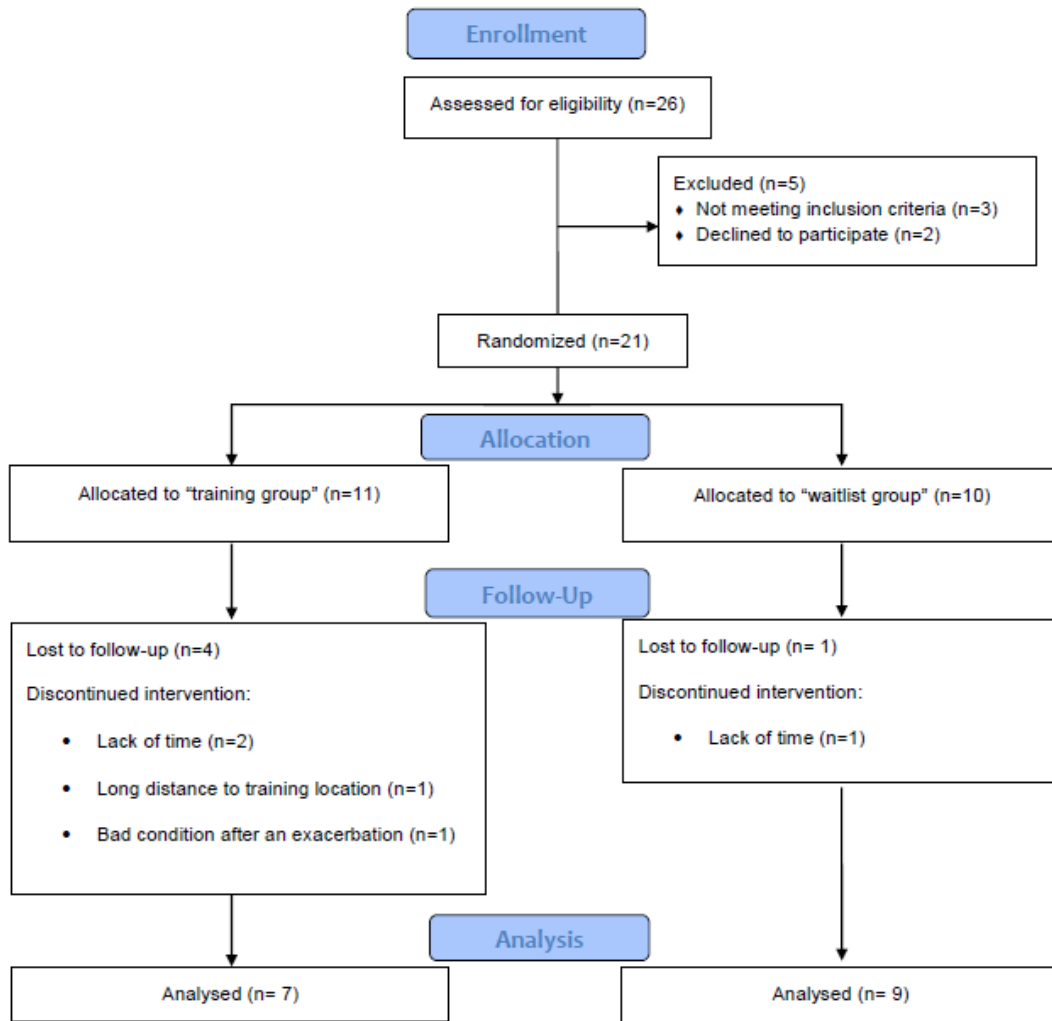 Enrollment
Assessed for eligibility (n=26)
Excluded (n=5)
♦ Not meeting inclusion criteria (n=3)
♦ Declined to participate (n=2)
Randomized (n=21)
Allocation
Allocated to “training group” (n=11)
Allocated to “waitlist group” (n=10)
Follow-Up
Lost to follow-up (n=4)
Discontinued intervention:
• Lack of time (n=2)
• Long distance to training location (n=1)
• Bad condition after an exacerbation (n=1)
Lost to follow-up (n= 1)
Discontinued intervention:
• Lack of time (n=1)
Analysis
Analysed (n= 7)
Analysed (n= 9)